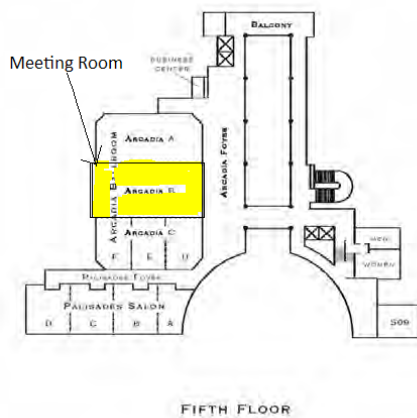 BALCONY
Meeting Room
BUSINESS
CENTER
ARCADIA A
ARCADIA FOYER
ARCADIA BALLROOM
ARCADIA B
ARCADIA C
F E D
MEN
WOMEN
PALISADES FOYER
PALISADES SALON
D C B A
509
FIFTH FLOOR